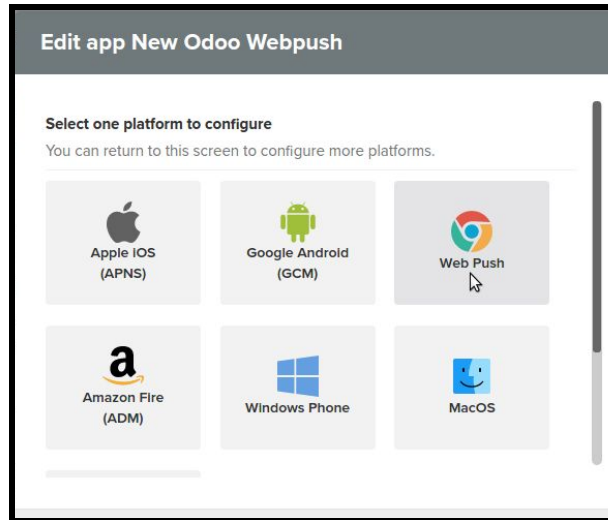 Edit app New Odoo Webpush
Select one platform to configure
You can return to this screen to configure more platforms.
Apple iOS
(APNS)
Google Android
(GCM)
Web Push
Amazon Fire
(ADM)
Windows Phone
MacOS